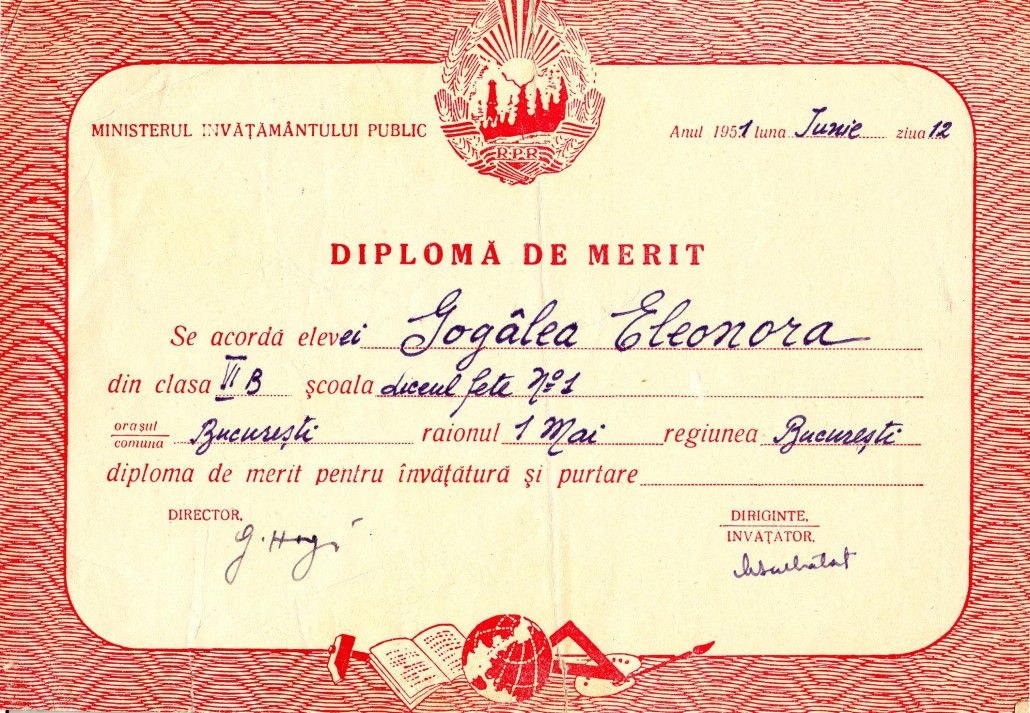 MINISTERUL INVĂȚĂMÂNTULUI PUBLIC
Anul 1951 luna Iunie ziua 12
R.P.R.
DIPLOMĂ DE MERIT
Se acordă elevei Gogâlea Eleonora
din clasa VI B școala Liceul fete No 1
orașul
comuna București raionul 1 Mai regiunea București
diploma de merit pentru învățătură și purtare
DIRECTOR,
DIRIGINTE,
INVAȚATOR,